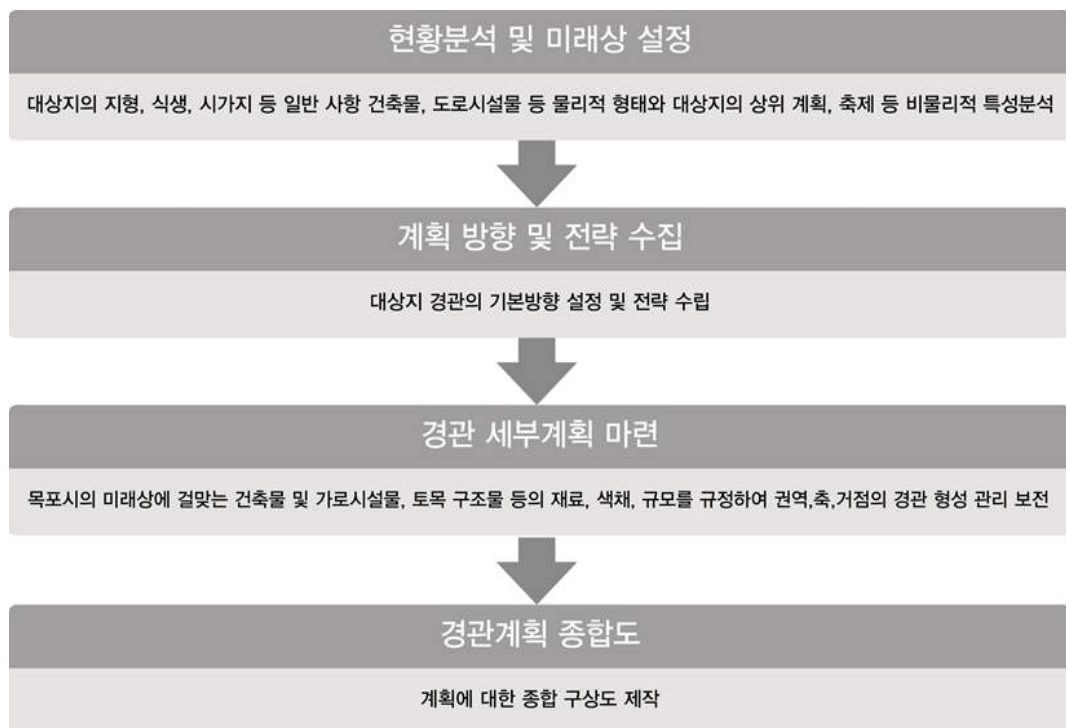 현황분석 및 미래상 설정
대상지의 지형, 식생, 시가지 등 일반 사항 건축물, 도로시설물 등 물리적 형태와 대상지의 상위 계획, 축제 등 비물리적 특성분석
계획 방향 및 전략 수집
대상지 경관의 기본방향 설정 및 전략 수립
경관 세부계획 마련
목포시의 미래상에 걸맞는 건축물 및 가로시설물, 토목 구조물 등의 재료, 색채, 규모를 규정하여 권역,축,거점의 경관 형성 관리 보전
경관계획 종합도
계획에 대한 종합 구상도 제작